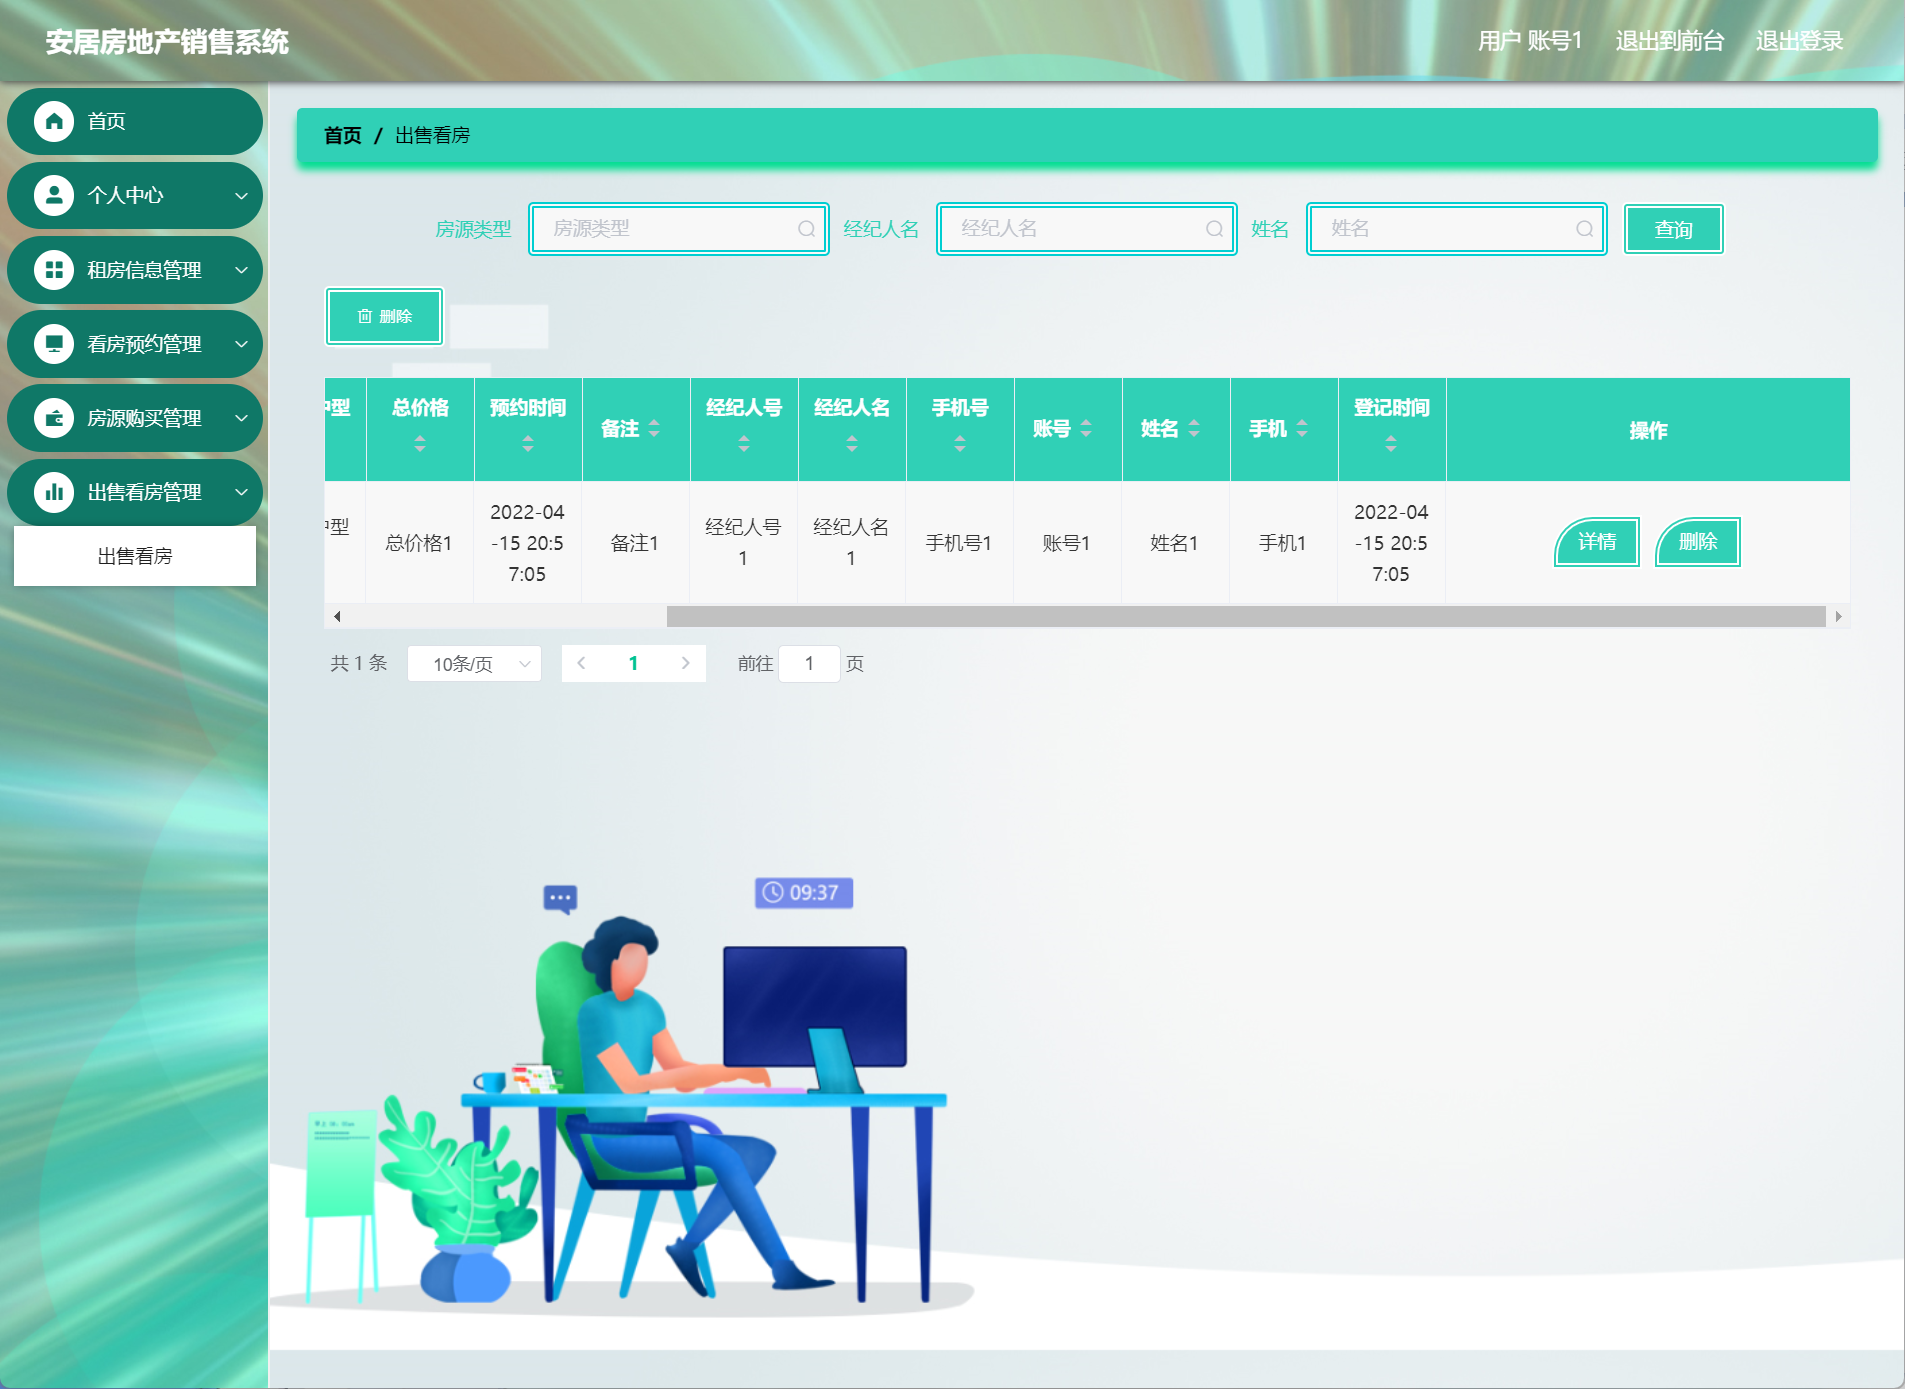 安居房地产销售系统
用户 账号1
退出到前台
退出登录
首页
个人中心
租房信息管理
看房预约管理
房源购买管理
出售看房管理
出售看房
首页 / 出售看房
房源类型 房源类型 经纪人名 经纪人名 姓名 姓名 查询
删除
户型 总价格 预约时间 备注 经纪人号 经纪人名 手机号 账号 姓名 手机 登记时间 操作
户型 总价格1 2022-04-15 20:57:05 备注1 经纪人号1 经纪人名1 手机号1 账号1 姓名1 手机1 2022-04-15 20:57:05 详情 删除
共 1 条 10条/页 1 前往 1 页
09:37